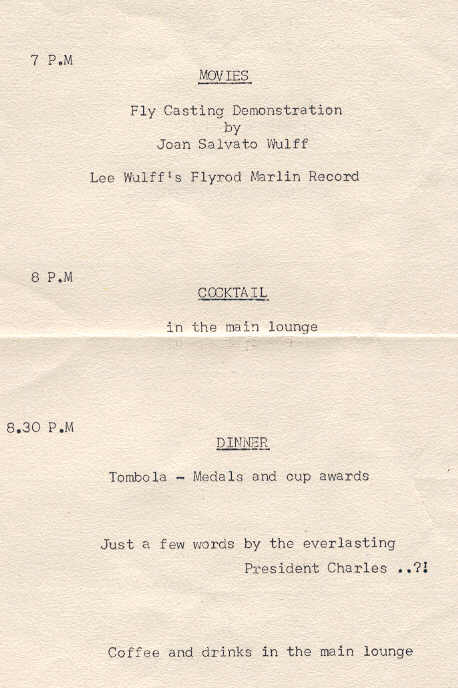 7 P.M
MOVIES
Fly Casting Demonstration
by
Joan Salvato Wulff
Lee Wulff's Flyrod Marlin Record
8 P.M
COCKTAIL
in the main lounge
8.30 P.M
DINNER
Tombola - Medals and cup awards
Just a few words by the everlasting
President Charles ..?!
Coffee and drinks in the main lounge